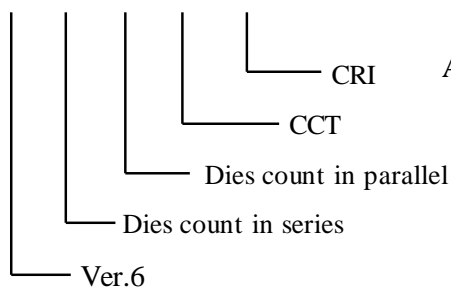 CRI A
CCT
Dies count in parallel
Dies count in series
Ver.6